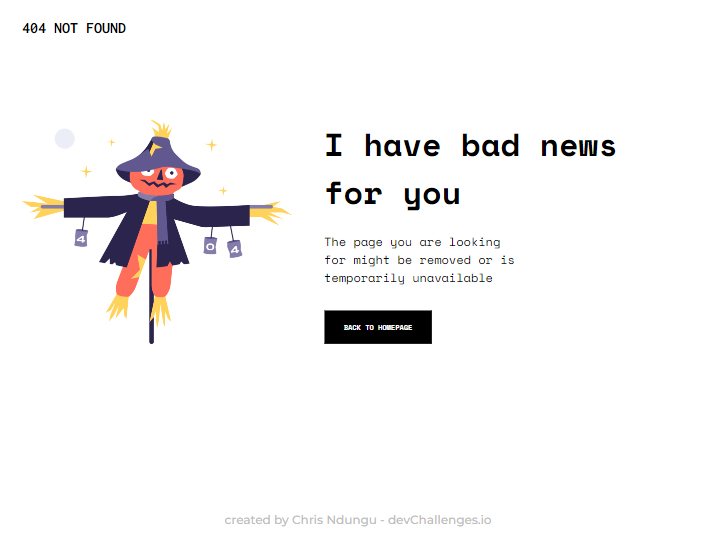 404 NOT FOUND
I have bad news
for you
4
0
4
The page you are looking
for might be removed or is
temporarily unavailable
BACK TO HOMEPAGE
created by Chris Ndungu - devChallenges.io